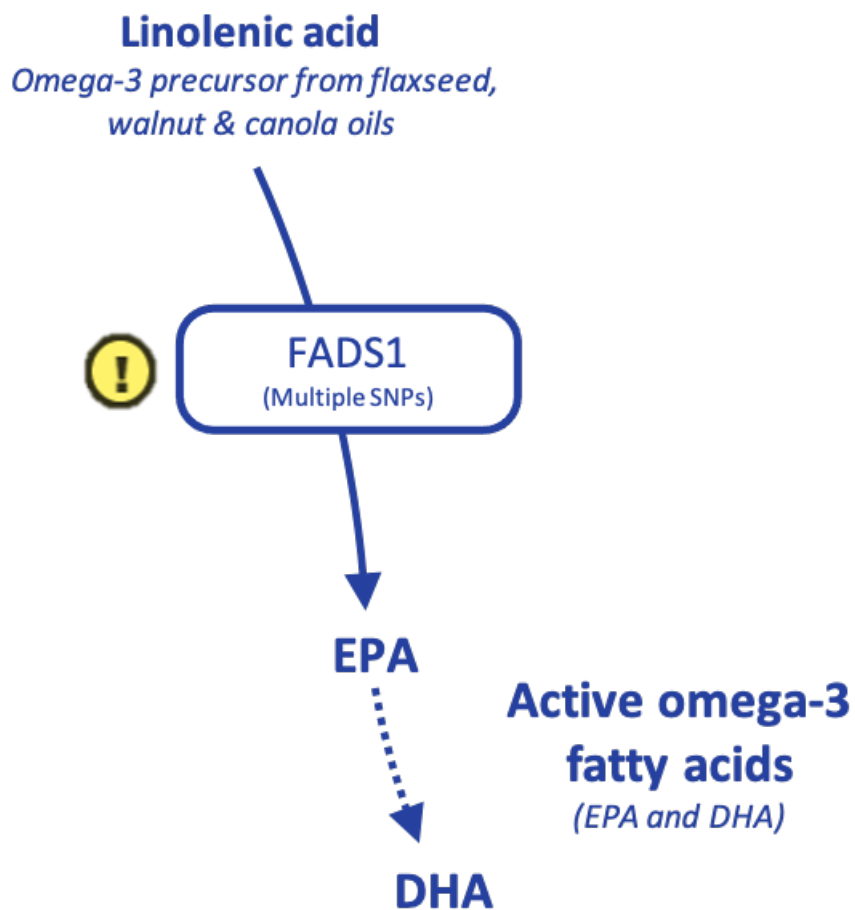 Linolenic acid
Omega-3 precursor from flaxseed,
walnut & canola oils
!
FADS1
(Multiple SNPs)
EPA
Active omega-3
fatty acids
(EPA and DHA)
DHA